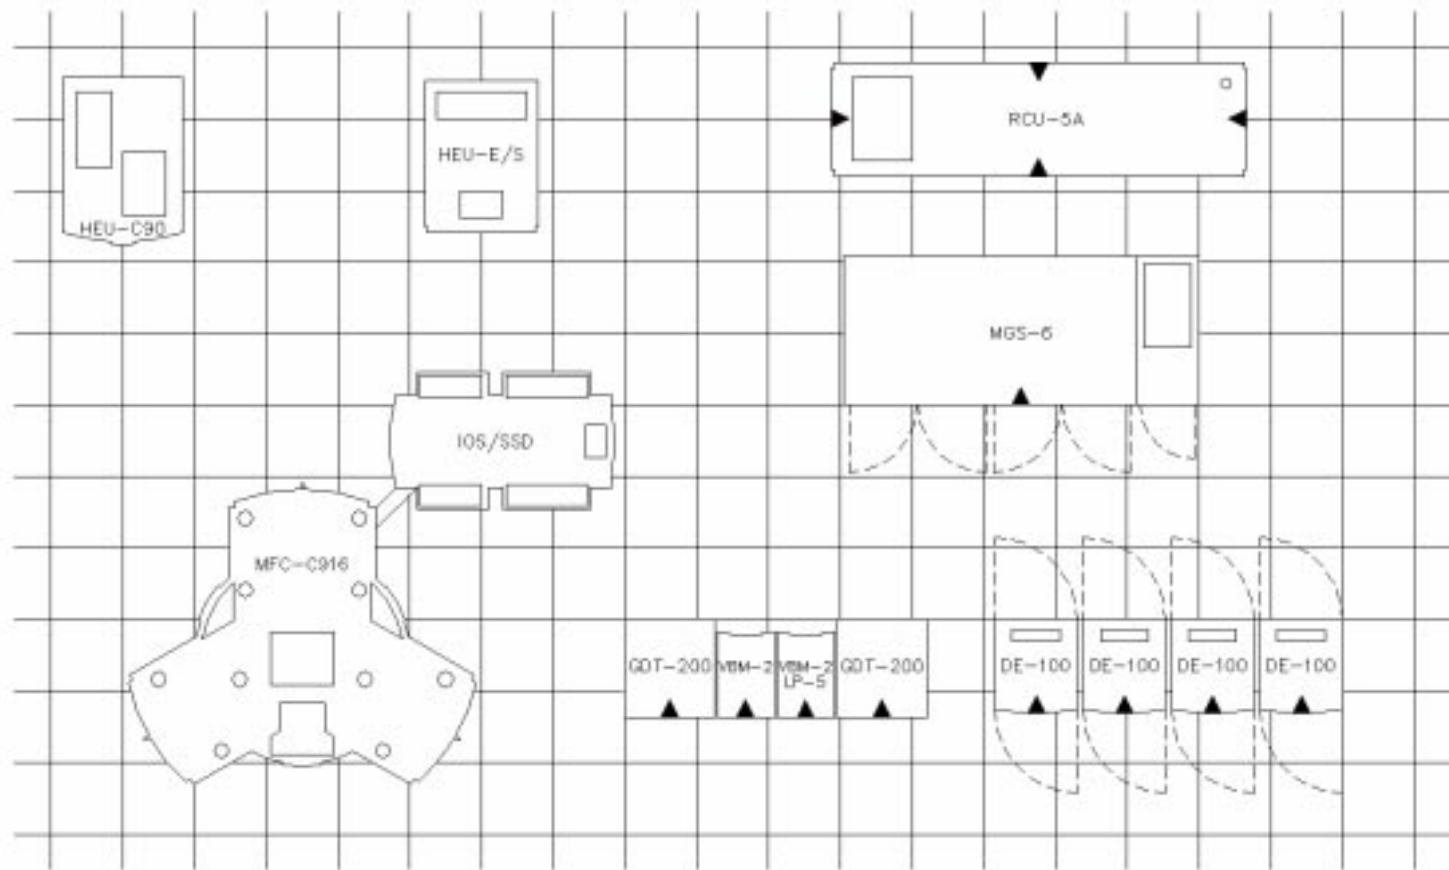 RCU-5A
HEU-E/S
HEU-C90
MGS-6
IOS/SSD
MFC-C916
GDT-200
VBM-2
VBM-2
LP-5
GDT-200
DE-100
DE-100
DE-100
DE-100